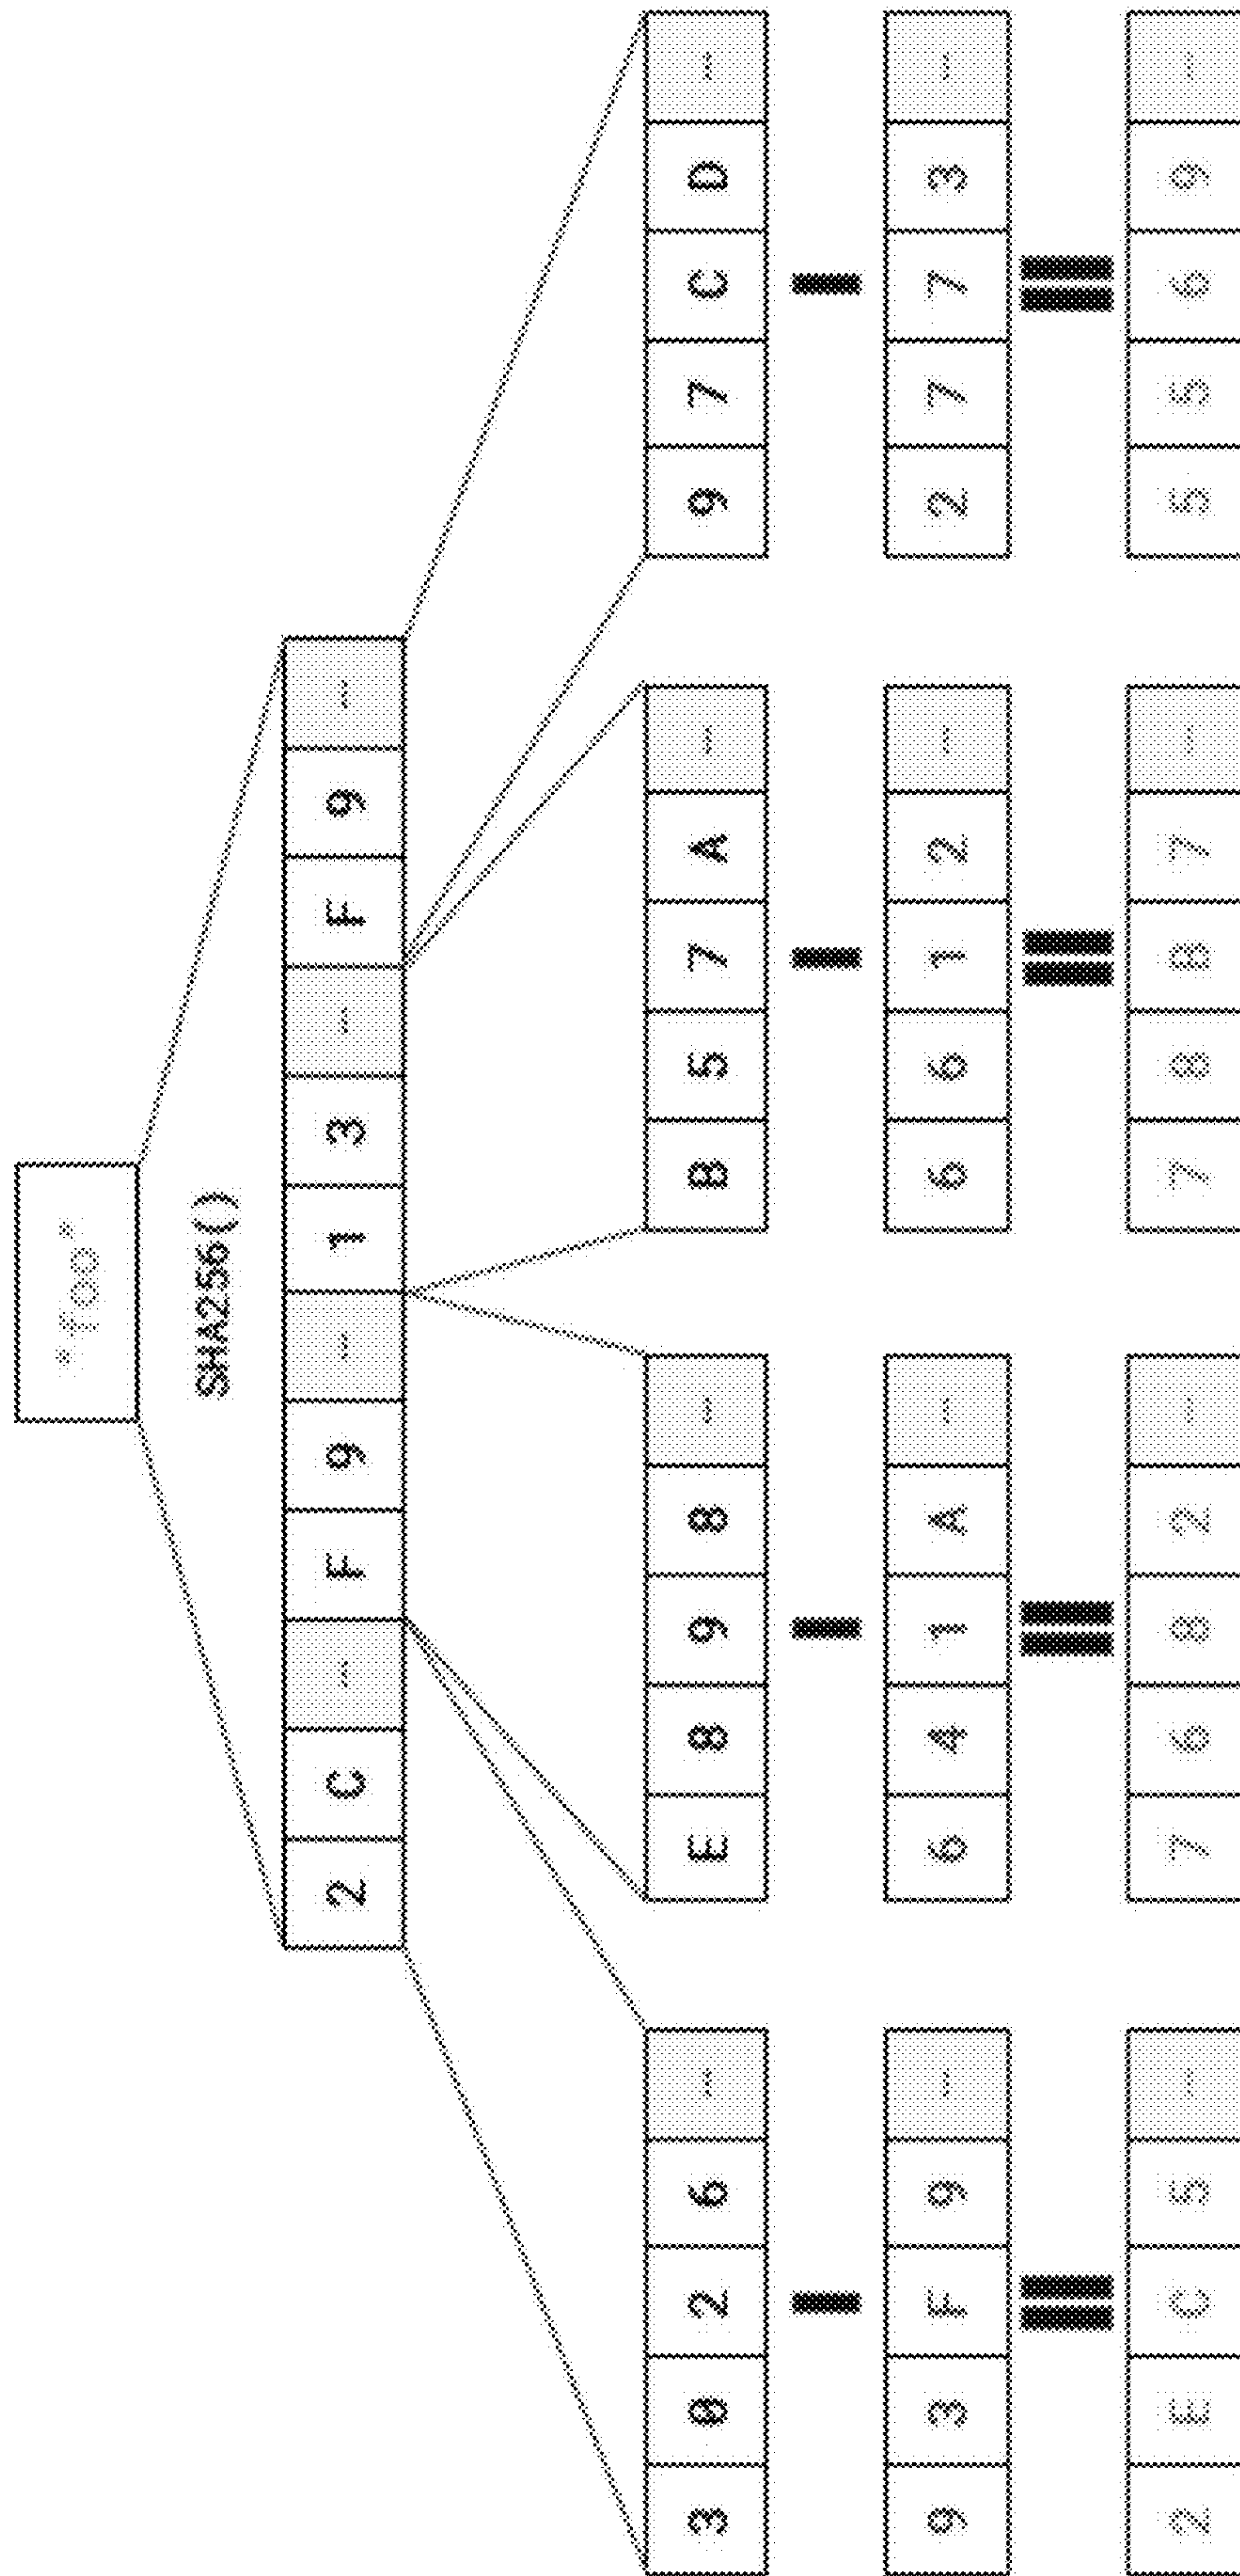 "foo"
SHA256()
2 C ... F 9 ... 1 3 ... F 9 ...
3 0 2 6 ... E 8 9 8 ... B 5 7 A ... 9 7 C D ...
- - - -
9 3 F 9 ... 6 4 1 A ... 6 6 1 2 ... 2 7 7 3 ...
= = = =
2 E C 5 ... 7 6 8 2 ... 7 8 B 7 ... 5 5 6 9 ...